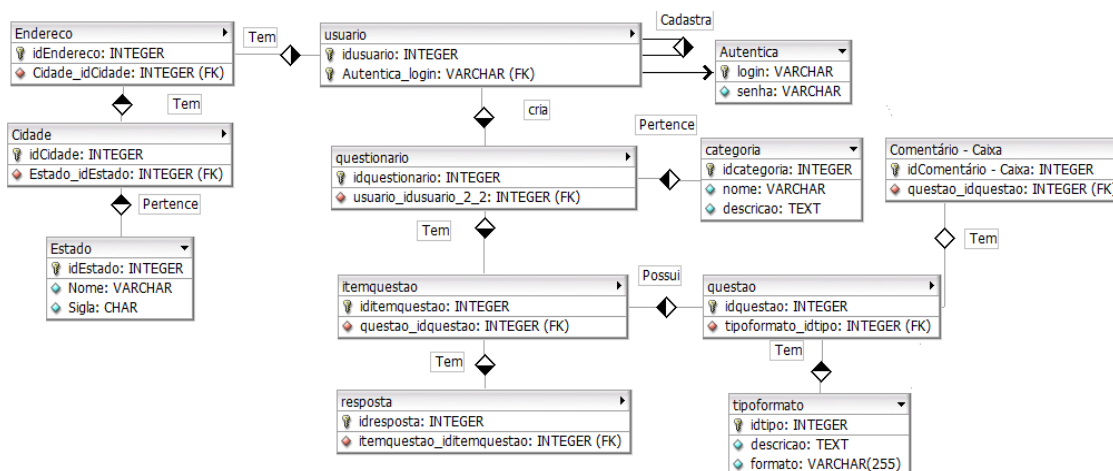 Endereco
idEndereco: INTEGER
Cidade_idCidade: INTEGER (FK)
Tem
usuario
idusuario: INTEGER
Autentica_login: VARCHAR (FK)
Cadastra
Autentica
login: VARCHAR
senha: VARCHAR
Tem
cria
Cidade
idCidade: INTEGER
Estado_idEstado: INTEGER (FK)
Pertence
questionario
idquestionario: INTEGER
usuario_idusuario_2_2: INTEGER (FK)
Pertence
categoria
idcategoria: INTEGER
nome: VARCHAR
descricao: TEXT
Comentário - Caixa
idComentário - Caixa: INTEGER
questao_idquestao: INTEGER (FK)
Tem
Estado
idEstado: INTEGER
Nome: VARCHAR
Sigla: CHAR
Tem
itemquestao
iditemquestao: INTEGER
questao_idquestao: INTEGER (FK)
Possui
questao
idquestao: INTEGER
tipoformato_idtipo: INTEGER (FK)
Tem
Tem
resposta
idresposta: INTEGER
itemquestao_iditemquestao: INTEGER (FK)
tipoformato
idtipo: INTEGER
descricao: TEXT
formato: VARCHAR(255)